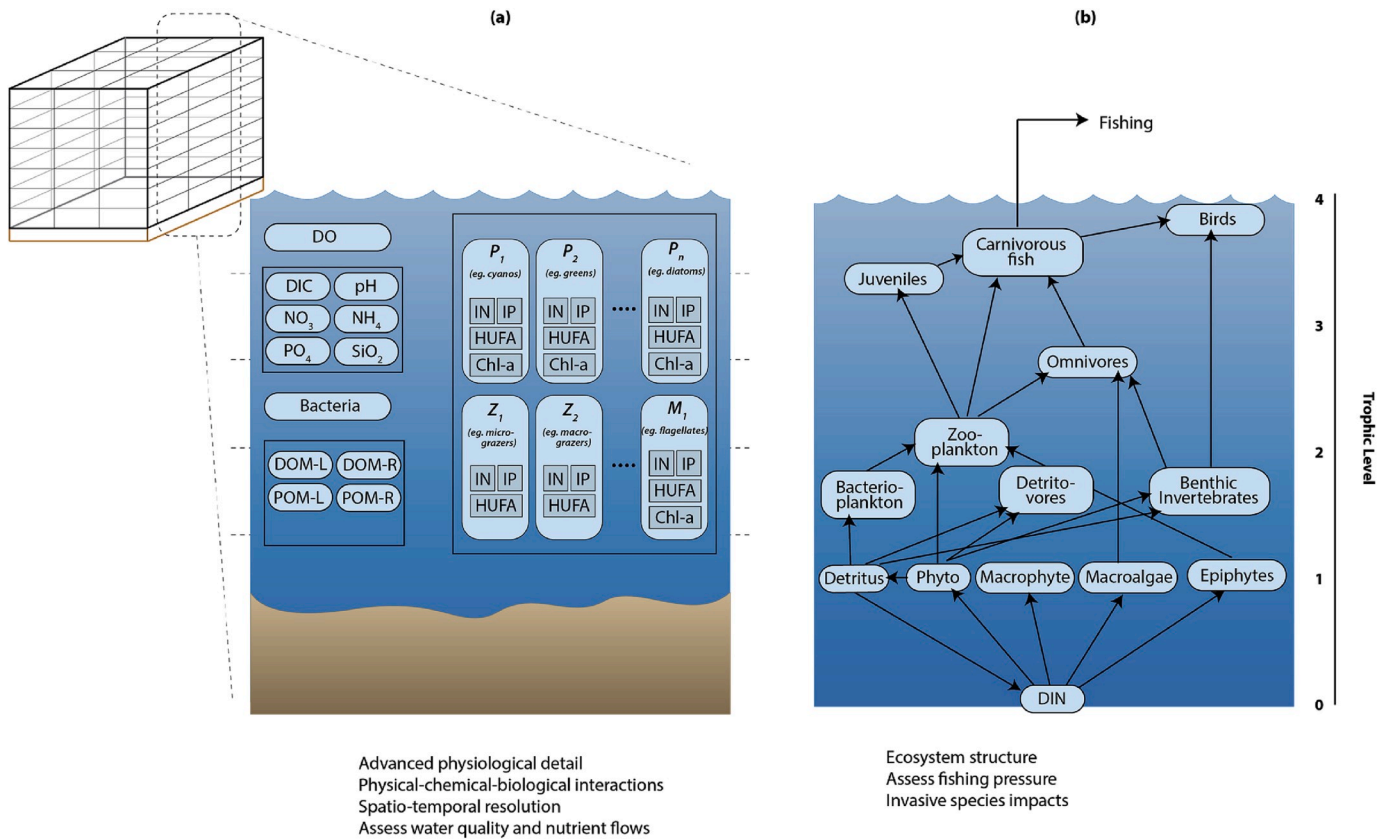 (a)
DO
DIC pH
NO3 NH4
PO4 SiO2
Bacteria
DOM-L DOM-R
POM-L POM-R
P1 P2 Pn
(eg. cyanos) (eg. greens) (eg. diatoms)
IN IP IN IP .... IN IP
HUFA HUFA HUFA
Chl-a Chl-a Chl-a
Z1 Z2 M1
(eg. micro- (eg. macro- (eg. flagellates)
grazers) grazers)
IN IP IN IP .... IN IP
HUFA HUFA HUFA
Chl-a
Advanced physiological detail
Physical-chemical-biological interactions
Spatio-temporal resolution
Assess water quality and nutrient flows
(b)
Fishing
Birds
Carnivorous
fish
Juveniles
Omnivores
Zoo-
plankton
Bacterio-
plankton
Detrito-
vores
Benthic
Invertebrates
Detritus Phyto Macrophyte Macroalgae Epiphytes
DIN
4
3
2
1
0
Trophic Level
Ecosystem structure
Assess fishing pressure
Invasive species impacts